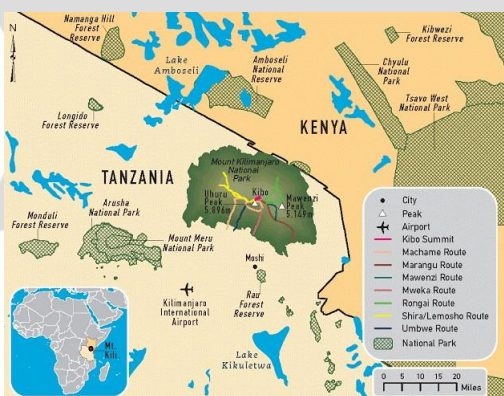 Namanga Hill
Forest
Reserve
N
Lake
Amboseli
Amboseli
National
Reserve
Kibwezi
Forest Reserve
Chyulu
National
Park
Tsavo West
National Park
Longido
Forest Reserve
KENYA
TANZANIA
Mount Kilimanjaro
National
Park
Uhuru
Peak
5.896m
Kibo
Mawenzi
Peak
5.149m
Monduli
Forest Reserve
Arusha
National Park
Mount Meru
National Park
Moshi
Rau
Forest
Reserve
Kilimanjaro
International
Airport
Lake
Kikuletwa
Mt.
Kili.
City
Peak
Airport
Kibo Summit
Machame Route
Marangu Route
Mawenzi Route
Mweka Route
Rongai Route
Shira/Lemosho Route
Umbwe Route
National Park
0 5 10 15 20
Miles